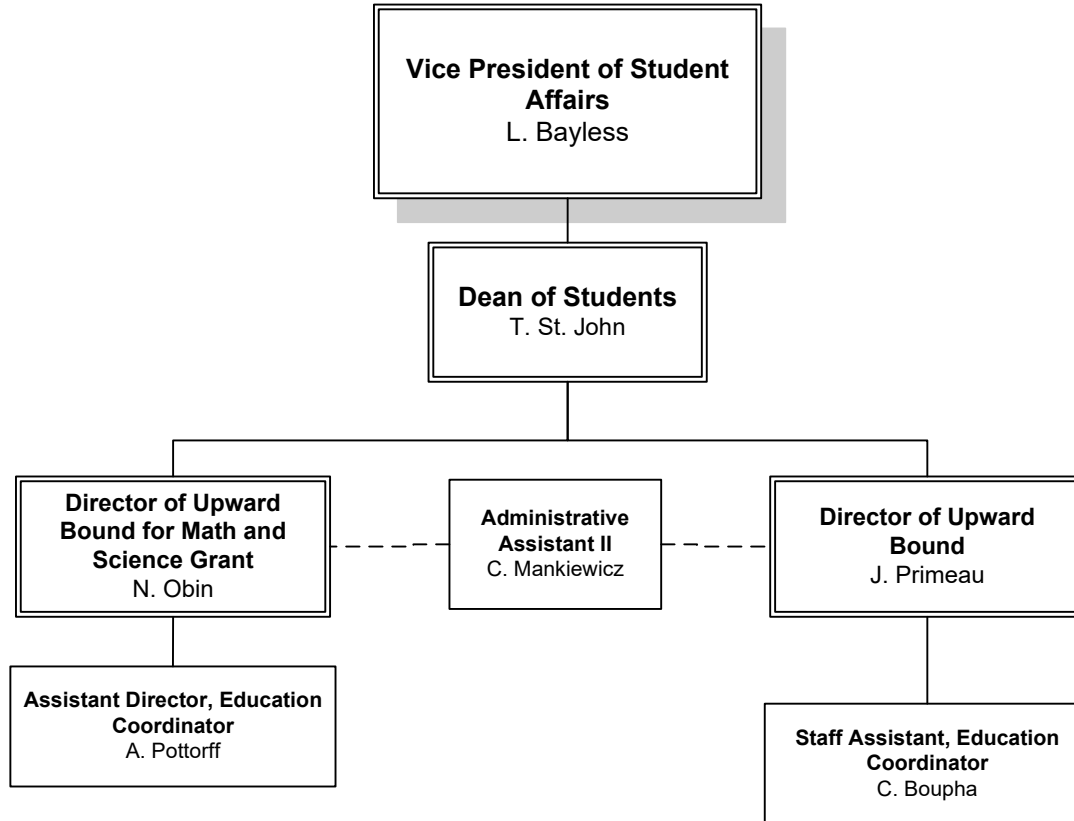 Vice President of Student
Affairs
L. Bayless
Dean of Students
T. St. John
Director of Upward
Bound for Math and
Science Grant
N. Obin
Administrative
Assistant II
C. Mankiewicz
Director of Upward
Bound
J. Primeau
Assistant Director, Education
Coordinator
A. Pottorff
Staff Assistant, Education
Coordinator
C. Boupha